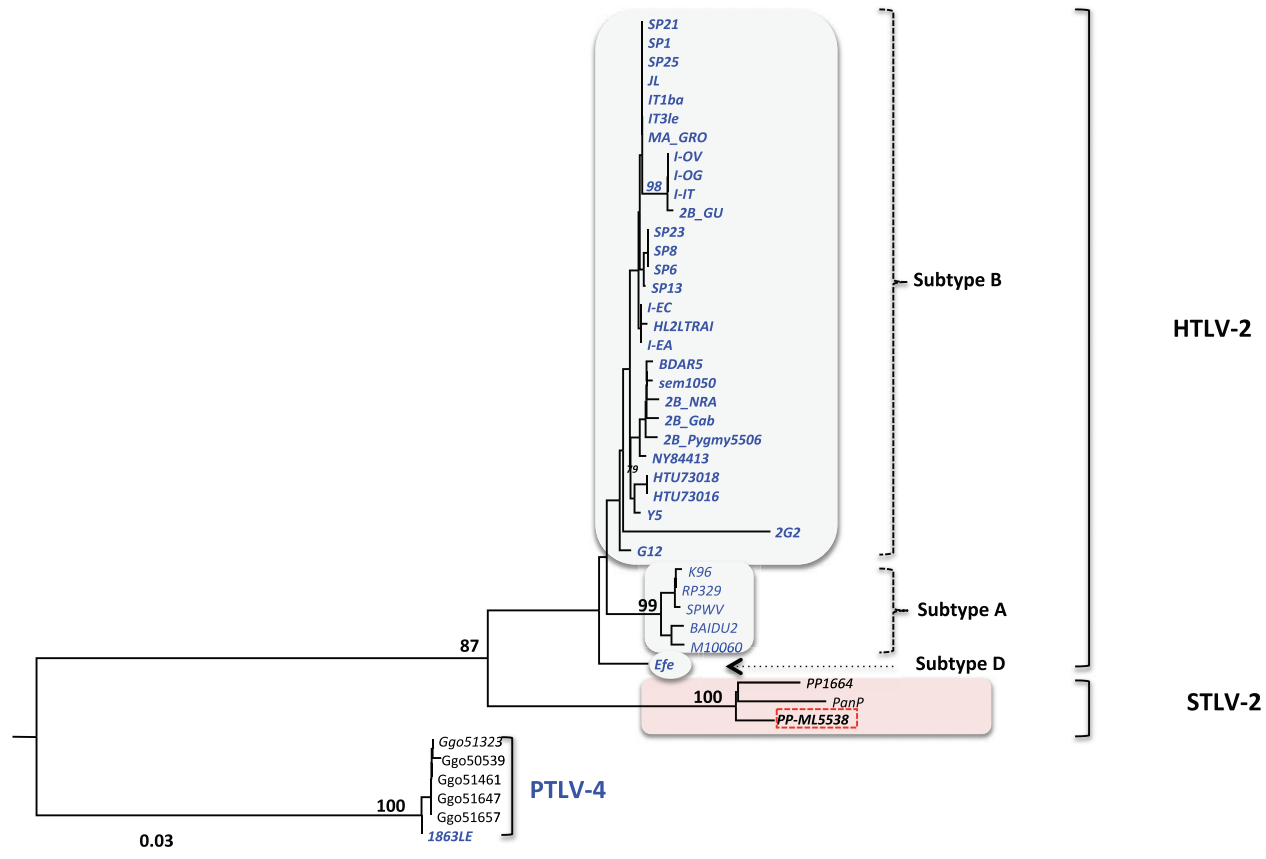 SP21
SP1
SP25
JL
IT1ba
IT3le
MA_GRO
I-OV
I-OG
98
I-IT
2B_GU
SP23
SP8
SP6
SP13
Subtype B
I-EC
HL2LTRAI
HTLV-2
I-EA
BDAR5
sem1050
2B_NRA
2B_Gab
2B_Pygmy5506
NY84413
79
HTU73018
HTU73016
Y5
2G2
G12
K96
RP329
99
SPWV
Subtype A
BAIDU2
M10060
87
Efe
Subtype D
PP1664
100
PanP
STLV-2
PP-ML5538
Ggo51323
Ggo50539
Ggo51461
PTLV-4
Ggo51647
100
Ggo51657
1863LE
0.03